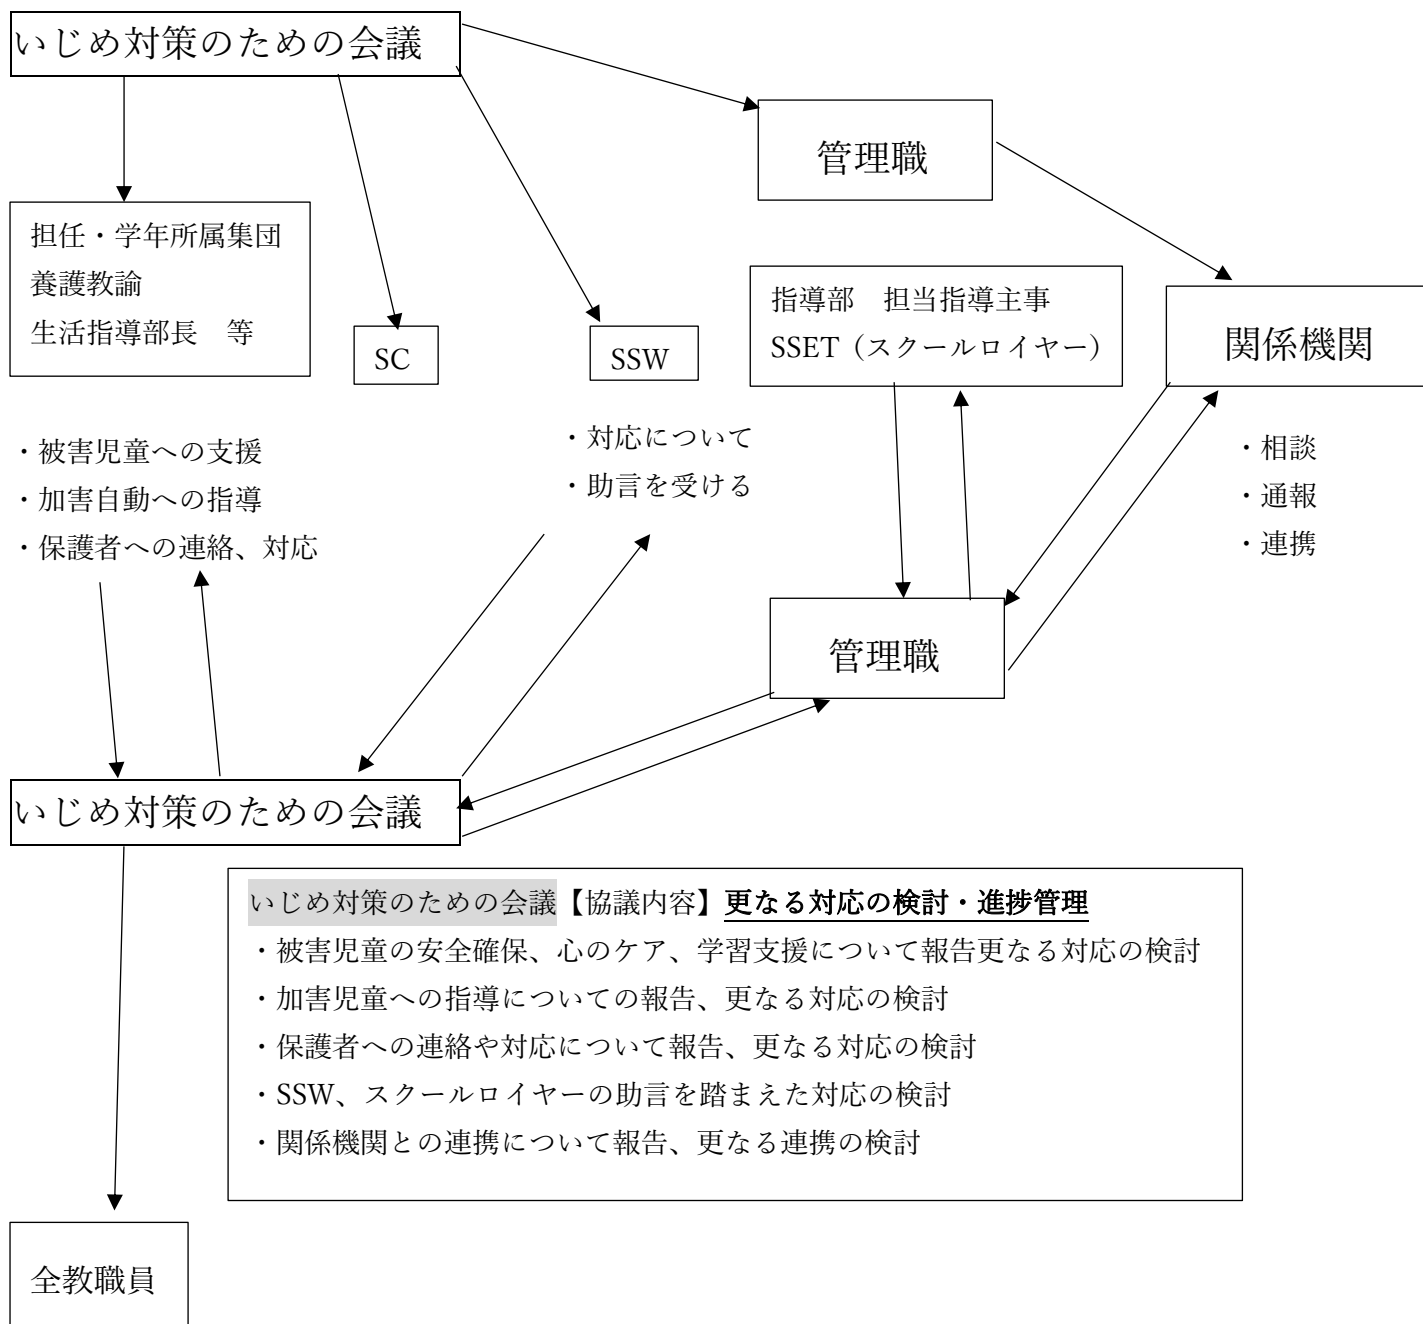 いじめ対策のための会議
管理職
担任・学年所属集団
養護教諭
生活指導部長　等
SC
SSW
指導部　担当指導主事
SSET（スクールロイヤー）
関係機関
・被害児童への支援
・加害自動への指導
・保護者への連絡、対応
・対応について
・助言を受ける
・相談
・通報
・連携
管理職
いじめ対策のための会議
いじめ対策のための会議【協議内容】更なる対応の検討・進捗管理
・被害児童の安全確保、心のケア、学習支援について報告更なる対応の検討
・加害児童への指導についての報告、更なる対応の検討
・保護者への連絡や対応について報告、更なる対応の検討
・SSW、スクールロイヤーの助言を踏まえた対応の検討
・関係機関との連携について報告、更なる連携の検討
全教職員